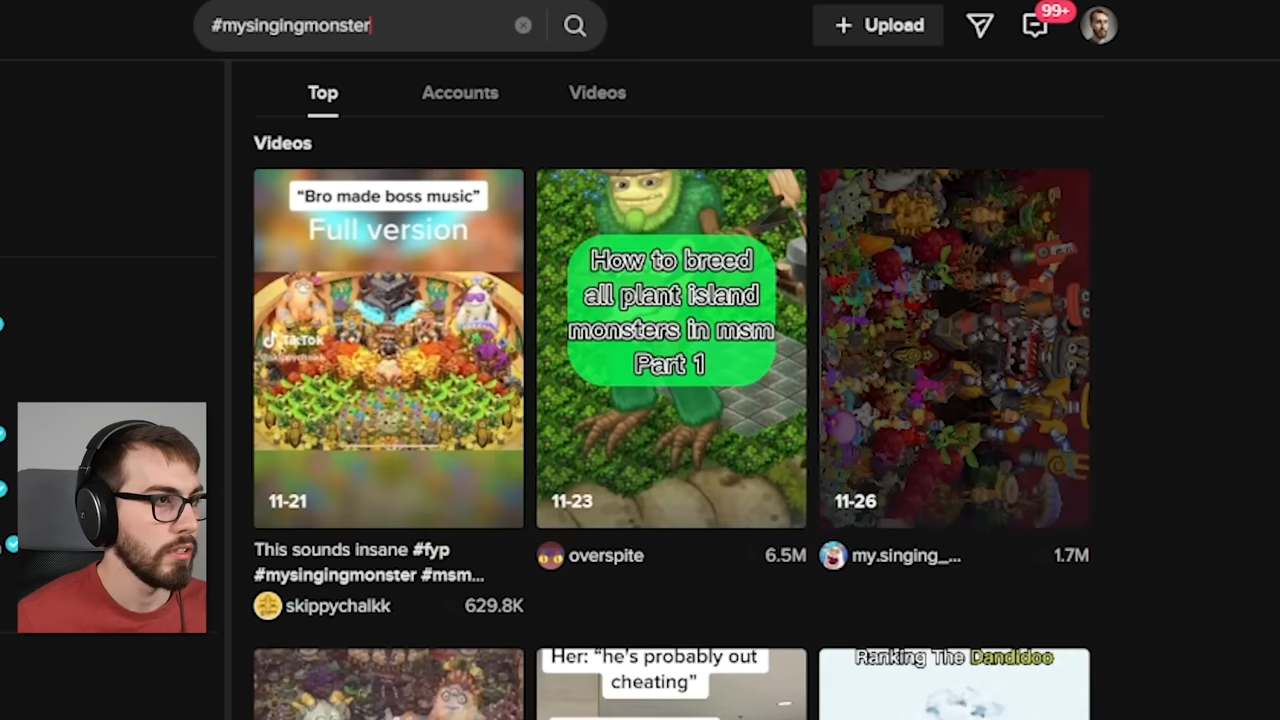 #mysingingmonster
Upload
99+
Top
Accounts
Videos
Videos
"Bro made boss music"
Full version
TikTok
@skippychalkk
11-21
How to breed
all plant island
monsters in msm
Part 1
11-23
11-26
This sounds insane #fyp
#mysingingmonster #msm...
skippychalkk
629.8K
overspite
6.5M
my.singing_...
1.7M
Her: "he's probably out
cheating"
Ranking The Dandidoo